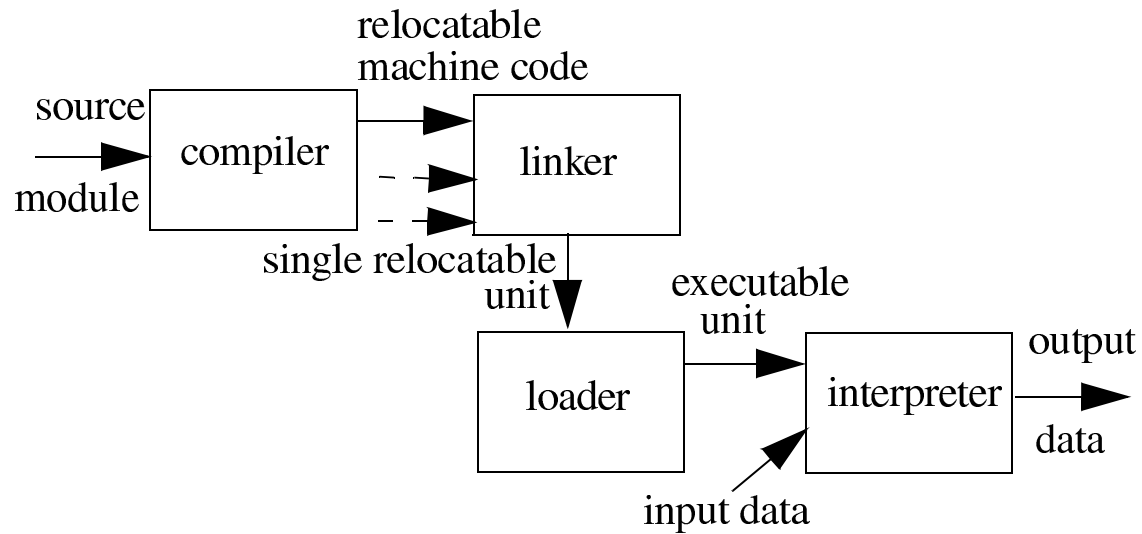 relocatable
machine code
source
module
compiler
linker
single relocatable
unit
executable
unit
loader
interpreter
output
data
input data